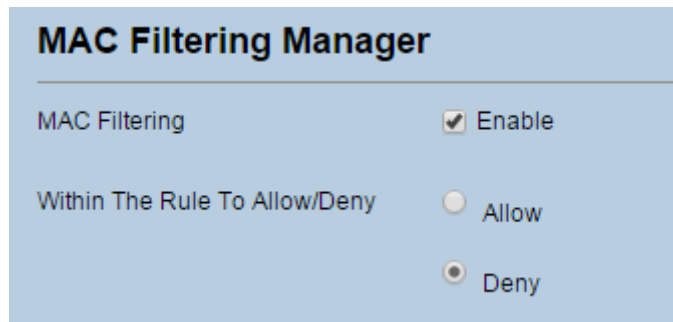 MAC Filtering Manager
MAC Filtering Enable
Within The Rule To Allow/Deny Allow
Deny